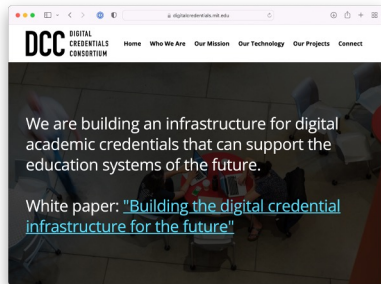 digitalcredentials.mit.edu
DCC DIGITAL CREDENTIALS CONSORTIUM
Home Who We Are Our Mission Our Technology Our Projects Connect
We are building an infrastructure for digital
academic credentials that can support the
education systems of the future.
White paper: "Building the digital credential
infrastructure for the future"